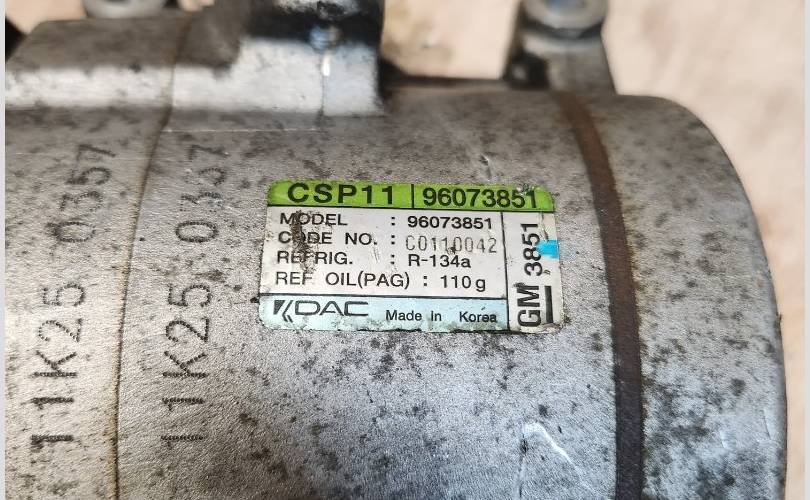 CSP11 96073851
MODEL : 96073851
CODE NO. : C0110042
REFRIG. : R-134a
REF OIL(PAG) : 110g
DAC Made In Korea
GM 3851
11K25 0357
11K25 0337